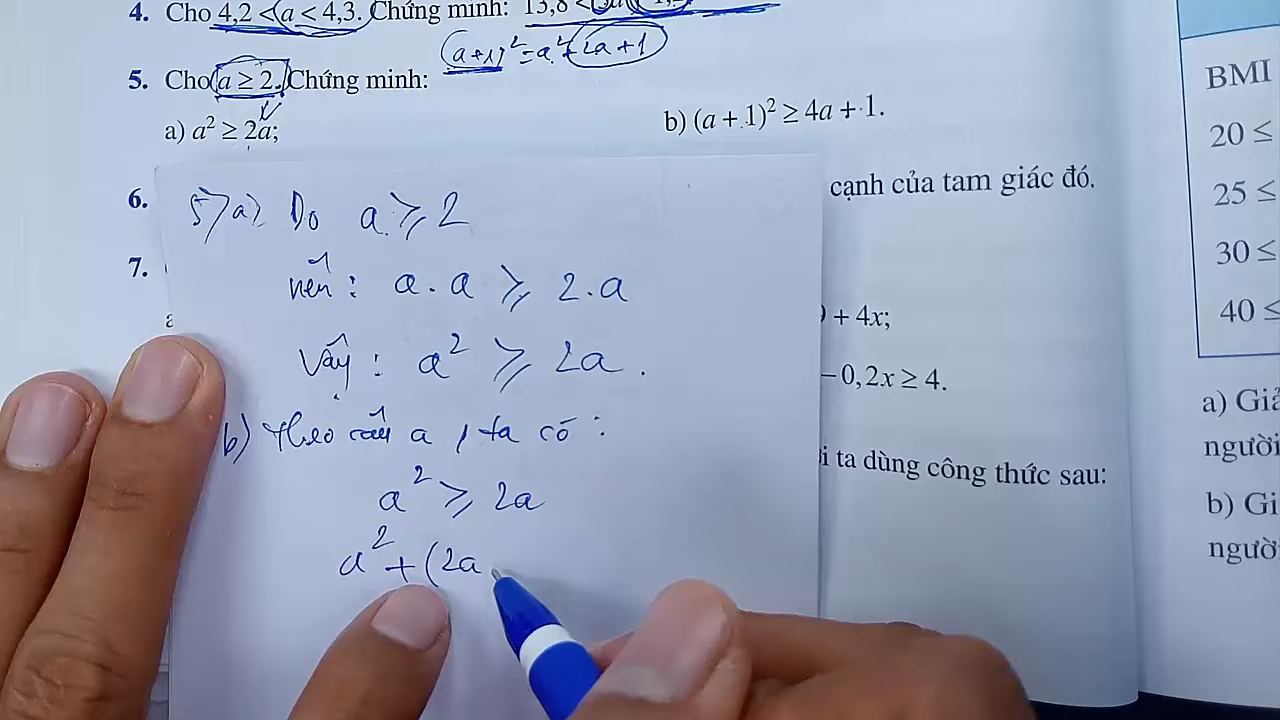 4. Cho 4,2 < a < 4,3. Chứng minh: 13,8 <
(a+1)² = a² + 2a + 1
5. Cho a ≥ 2. Chứng minh:
a) a² ≥ 2a;
b) (a + 1)² ≥ 4a + 1.
6.
cạnh của tam giác đó.
7.
+ 4x;
– 0,2x ≥ 4.
ta dùng công thức sau:
5) a) Do a ≥ 2
nên : a . a ≥ 2 . a
Vậy : a² ≥ 2a .
b) Theo câu a , ta có :
a² ≥ 2a
a² + (2a
BMI
20 ≤
25 ≤
30 ≤
40 ≤
a)
người
b)
người